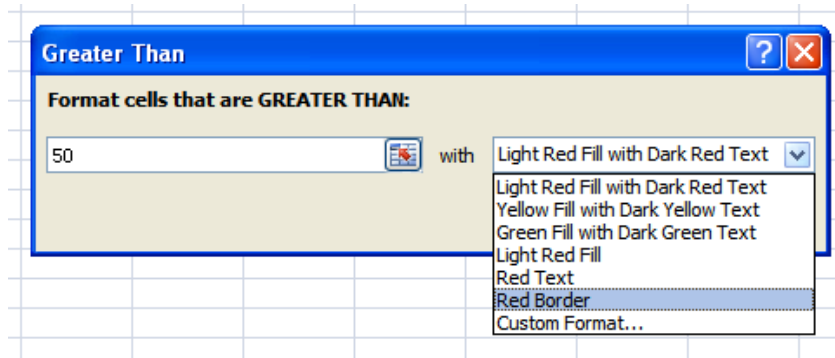 Greater Than
Format cells that are GREATER THAN:
50 with Light Red Fill with Dark Red Text
Light Red Fill with Dark Red Text
Yellow Fill with Dark Yellow Text
Green Fill with Dark Green Text
Light Red Fill
Red Text
Red Border
Custom Format...